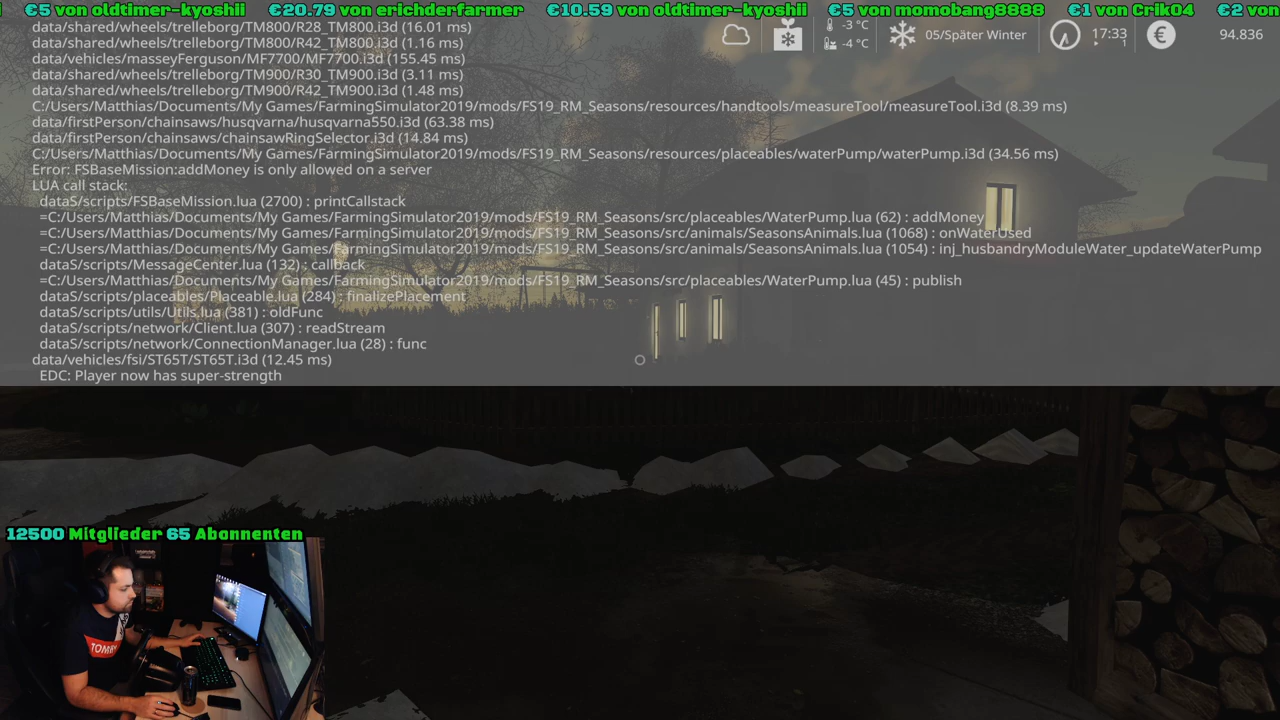 €5 von oldtimer-kyoshii €20.79 von erichderfarmer €10.59 von oldtimer-kyoshii €5 von momobang8888 €1 von Crik04 €2 von
data/shared/wheels/trelleborg/TM800/R28_TM800.i3d (16.01 ms)
data/shared/wheels/trelleborg/TM800/R42_TM800.i3d (1.16 ms)
data/vehicles/masseyFerguson/MF7700/MF7700.i3d (155.45 ms)
data/shared/wheels/trelleborg/TM900/R30_TM900.i3d (3.11 ms)
data/shared/wheels/trelleborg/TM900/R42_TM900.i3d (1.48 ms)
C:/Users/Matthias/Documents/My Games/FarmingSimulator2019/mods/FS19_RM_Seasons/resources/handtools/measureTool/measureTool.i3d (8.39 ms)
data/firstPerson/chainsaws/husqvarna/husqvarna550.i3d (63.38 ms)
data/firstPerson/chainsaws/chainsawRingSelector.i3d (14.84 ms)
C:/Users/Matthias/Documents/My Games/FarmingSimulator2019/mods/FS19_RM_Seasons/resources/placeables/waterPump/waterPump.i3d (34.56 ms)
Error: FSBaseMission:addMoney is only allowed on a server
LUA call stack:
dataS/scripts/FSBaseMission.lua (2700) : printCallstack
=C:/Users/Matthias/Documents/My Games/FarmingSimulator2019/mods/FS19_RM_Seasons/src/placeables/WaterPump.lua (62) : addMoney
=C:/Users/Matthias/Documents/My Games/FarmingSimulator2019/mods/FS19_RM_Seasons/src/animals/SeasonsAnimals.lua (1068) : onWaterUsed
=C:/Users/Matthias/Documents/My Games/FarmingSimulator2019/mods/FS19_RM_Seasons/src/animals/SeasonsAnimals.lua (1054) : inj_husbandryModuleWater_updateWaterPump
dataS/scripts/MessageCenter.lua (132) : callback
=C:/Users/Matthias/Documents/My Games/FarmingSimulator2019/mods/FS19_RM_Seasons/src/placeables/WaterPump.lua (45) : publish
dataS/scripts/placeables/Placeable.lua (284) : finalizePlacement
dataS/scripts/utils/Utils.lua (381) : oldFunc
dataS/scripts/network/Client.lua (307) : readStream
dataS/scripts/network/ConnectionManager.lua (28) : func
data/vehicles/fsi/ST65T/ST65T.i3d (12.45 ms)
EDC: Player now has super-strength
-3 °C
-4 °C
05/Später Winter
17:33
1
€
94.836
12500 Mitglieder 65 Abonnenten
TOMMY